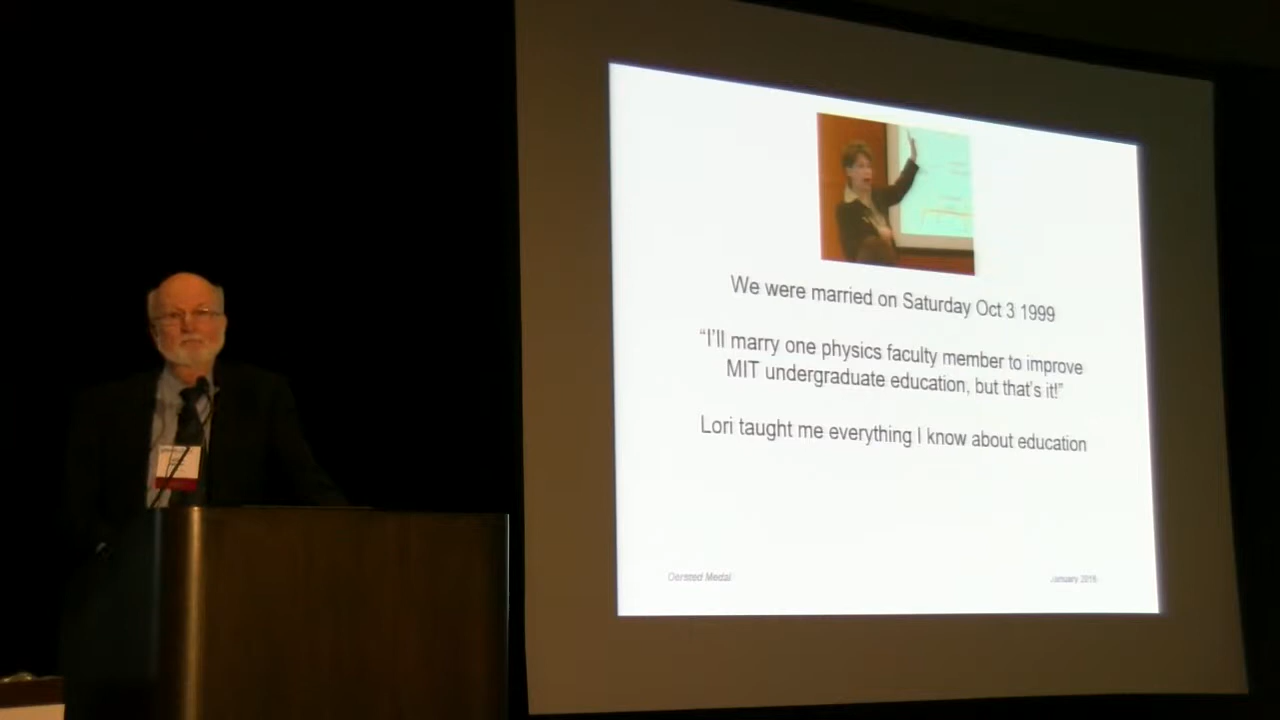 We were married on Saturday Oct 3 1999
“I’ll marry one physics faculty member to improve
MIT undergraduate education, but that’s it!”
Lori taught me everything I know about education
Oersted Medal
January 2016